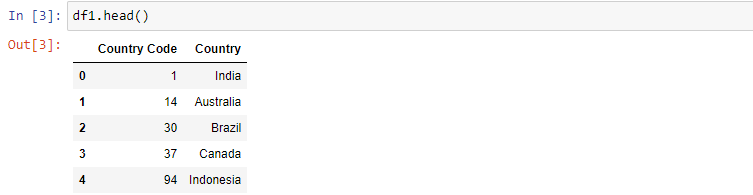 In [3]: df1.head()
Out[3]:
Country Code Country
0 1 India
1 14 Australia
2 30 Brazil
3 37 Canada
4 94 Indonesia